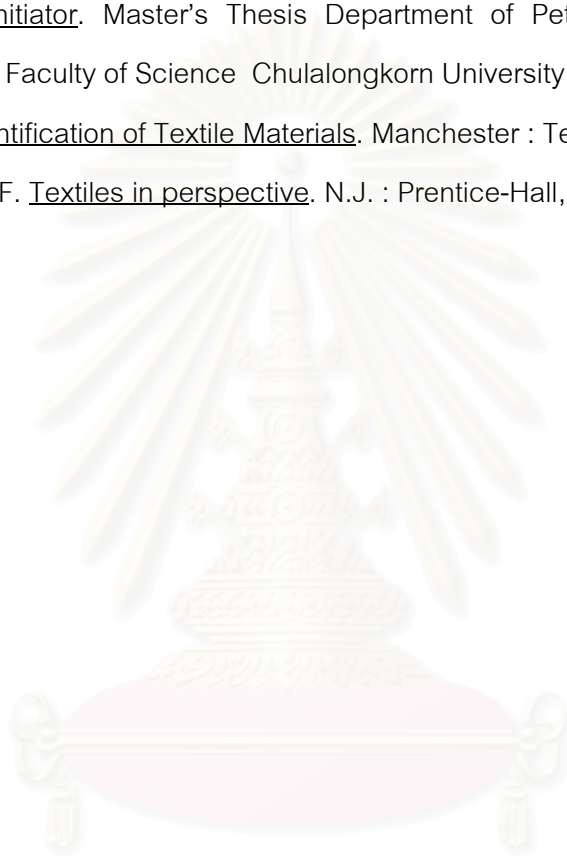 nitiator. Master's Thesis Department of Pet
Faculty of Science Chulalongkorn University
ntification of Textile Materials. Manchester : Te
F. Textiles in perspective. N.J. : Prentice-Hall,